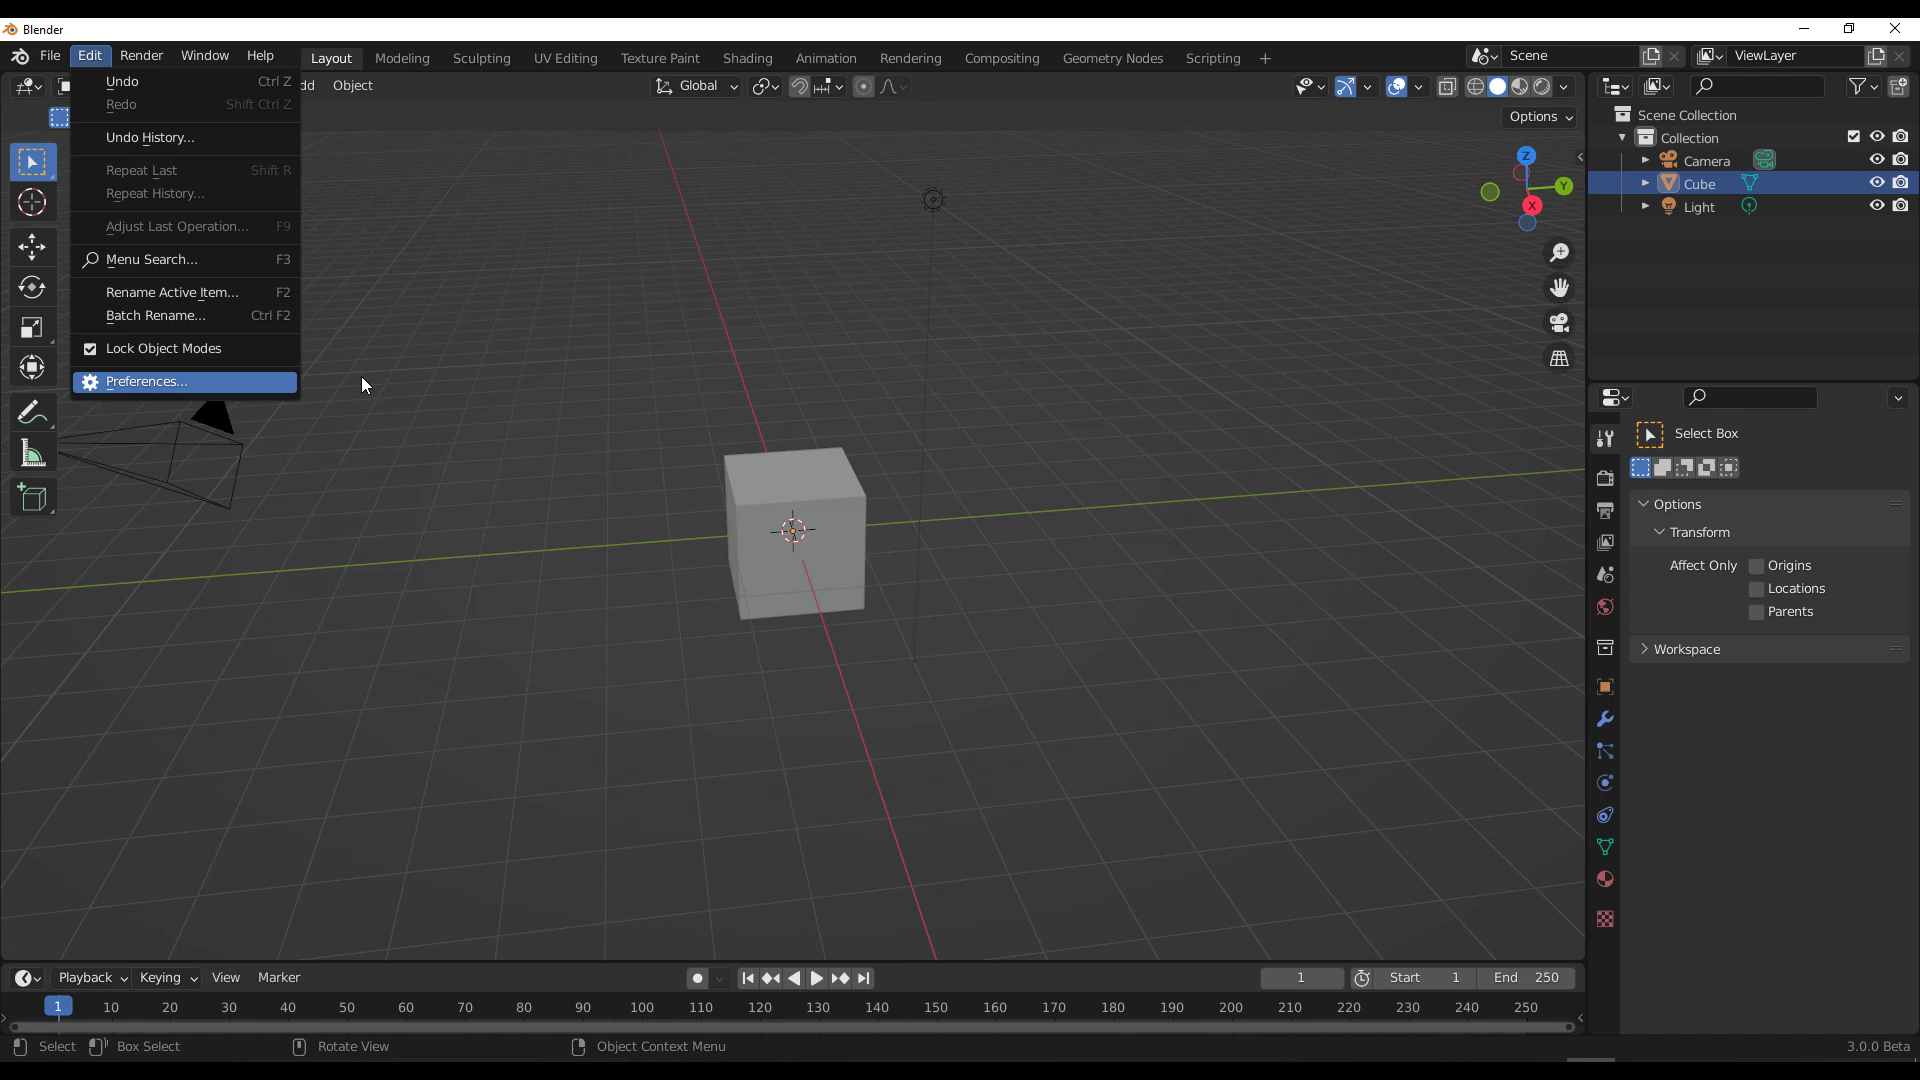 Blender
File Edit Render Window Help Layout Modeling Sculpting UV Editing Texture Paint Shading Animation Rendering Compositing Geometry Nodes Scripting + Scene ViewLayer
dd Object Global
Options
Undo Ctrl Z
Redo Shift Ctrl Z
Undo History...
Repeat Last Shift R
Repeat History...
Adjust Last Operation... F9
Menu Search... F3
Rename Active Item... F2
Batch Rename... Ctrl F2
Lock Object Modes
Preferences...
Z
Y
X
Scene Collection
Collection
Camera
Cube
Light
Select Box
Options
Transform
Affect Only Origins
Locations
Parents
Workspace
Playback Keying View Marker 1 Start 1 End 250
1 10 20 30 40 50 60 70 80 90 100 110 120 130 140 150 160 170 180 190 200 210 220 230 240 250
Select Box Select Rotate View Object Context Menu 3.0.0 Beta